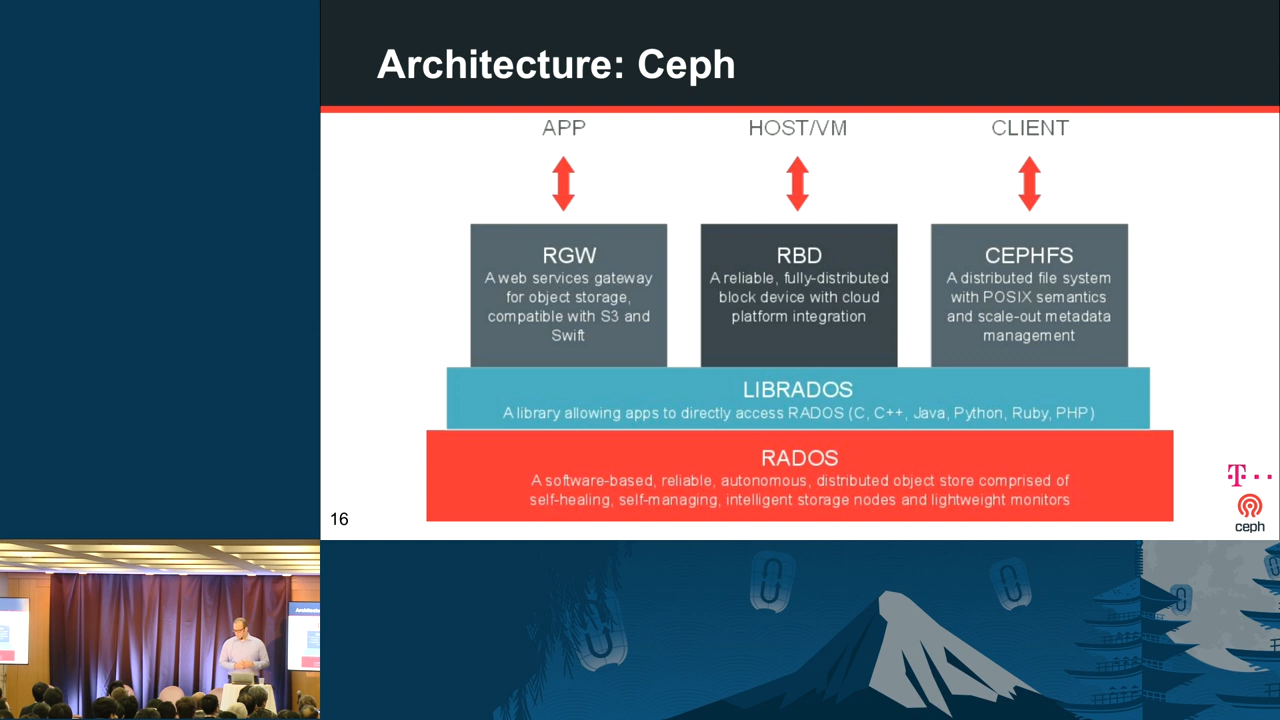 Architecture: Ceph
APP
HOST/VM
CLIENT
RGW
A web services gateway
for object storage,
compatible with S3 and
Swift
RBD
A reliable, fully-distributed
block device with cloud
platform integration
CEPHFS
A distributed file system
with POSIX semantics
and scale-out metadata
management
LIBRADOS
A library allowing apps to directly access RADOS (C, C++, Java, Python, Ruby, PHP)
RADOS
A software-based, reliable, autonomous, distributed object store comprised of
self-healing, self-managing, intelligent storage nodes and lightweight monitors
T
ceph
16